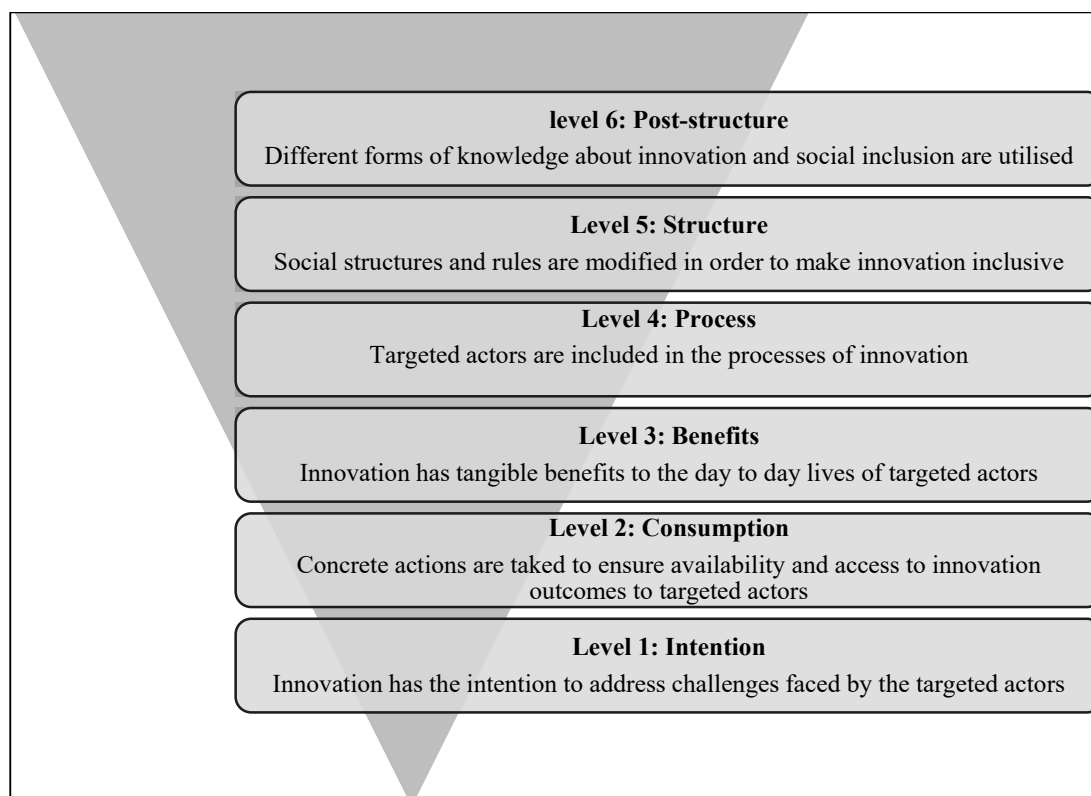 level 6: Post-structure
Different forms of knowledge about innovation and social inclusion are utilised
Level 5: Structure
Social structures and rules are modified in order to make innovation inclusive
Level 4: Process
Targeted actors are included in the processes of innovation
Level 3: Benefits
Innovation has tangible benefits to the day to day lives of targeted actors
Level 2: Consumption
Concrete actions are taked to ensure availability and access to innovation
outcomes to targeted actors
Level 1: Intention
Innovation has the intention to address challenges faced by the targeted actors